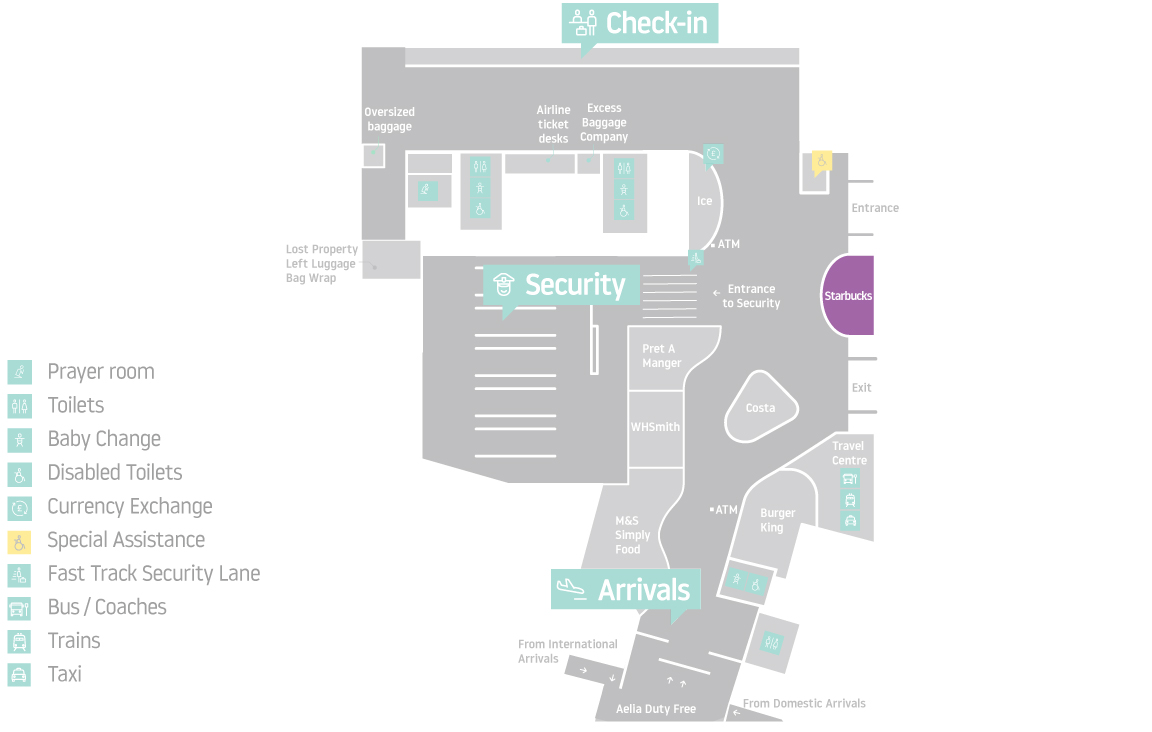 Check-in
Oversized
baggage
Airline
ticket
desks
Excess
Baggage
Company
Ice
ATM
Entrance
Lost Property
Left Luggage
Bag Wrap
Security
Entrance
to Security
Starbucks
Pret A
Manger
Exit
Costa
WHSmith
Travel
Centre
ATM
Burger
King
M&S
Simply
Food
Arrivals
From International
Arrivals
Aelia Duty Free
From Domestic Arrivals
Prayer room
Toilets
Baby Change
Disabled Toilets
Currency Exchange
Special Assistance
Fast Track Security Lane
Bus / Coaches
Trains
Taxi